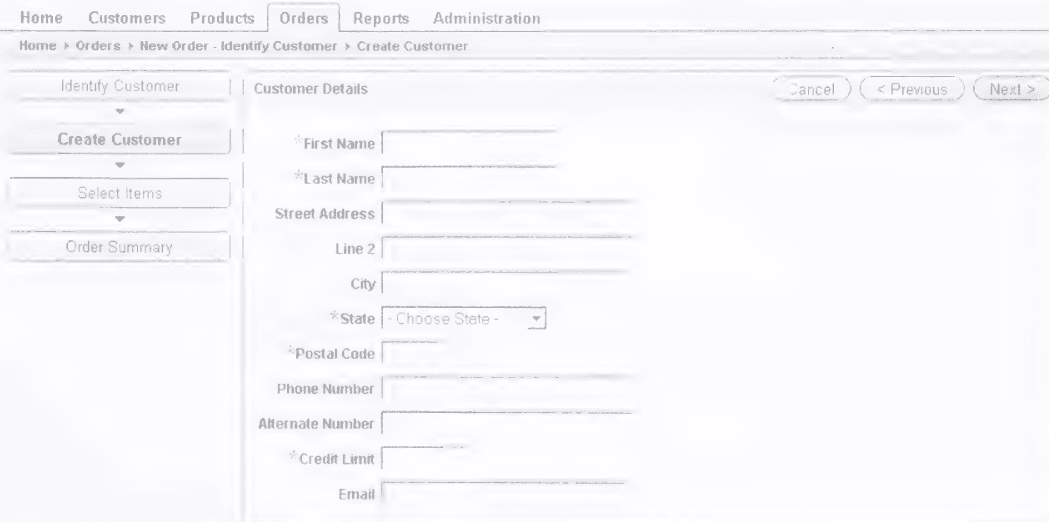 Home Customers Products Orders Reports Administration
Home ▸ Orders ▸ New Order - Identify Customer ▸ Create Customer
Identify Customer
Create Customer
Select Items
Order Summary
Customer Details
Cancel < Previous Next >
*First Name
*Last Name
Street Address
Line 2
City
*State - Choose State -
*Postal Code
Phone Number
Alternate Number
*Credit Limit
Email